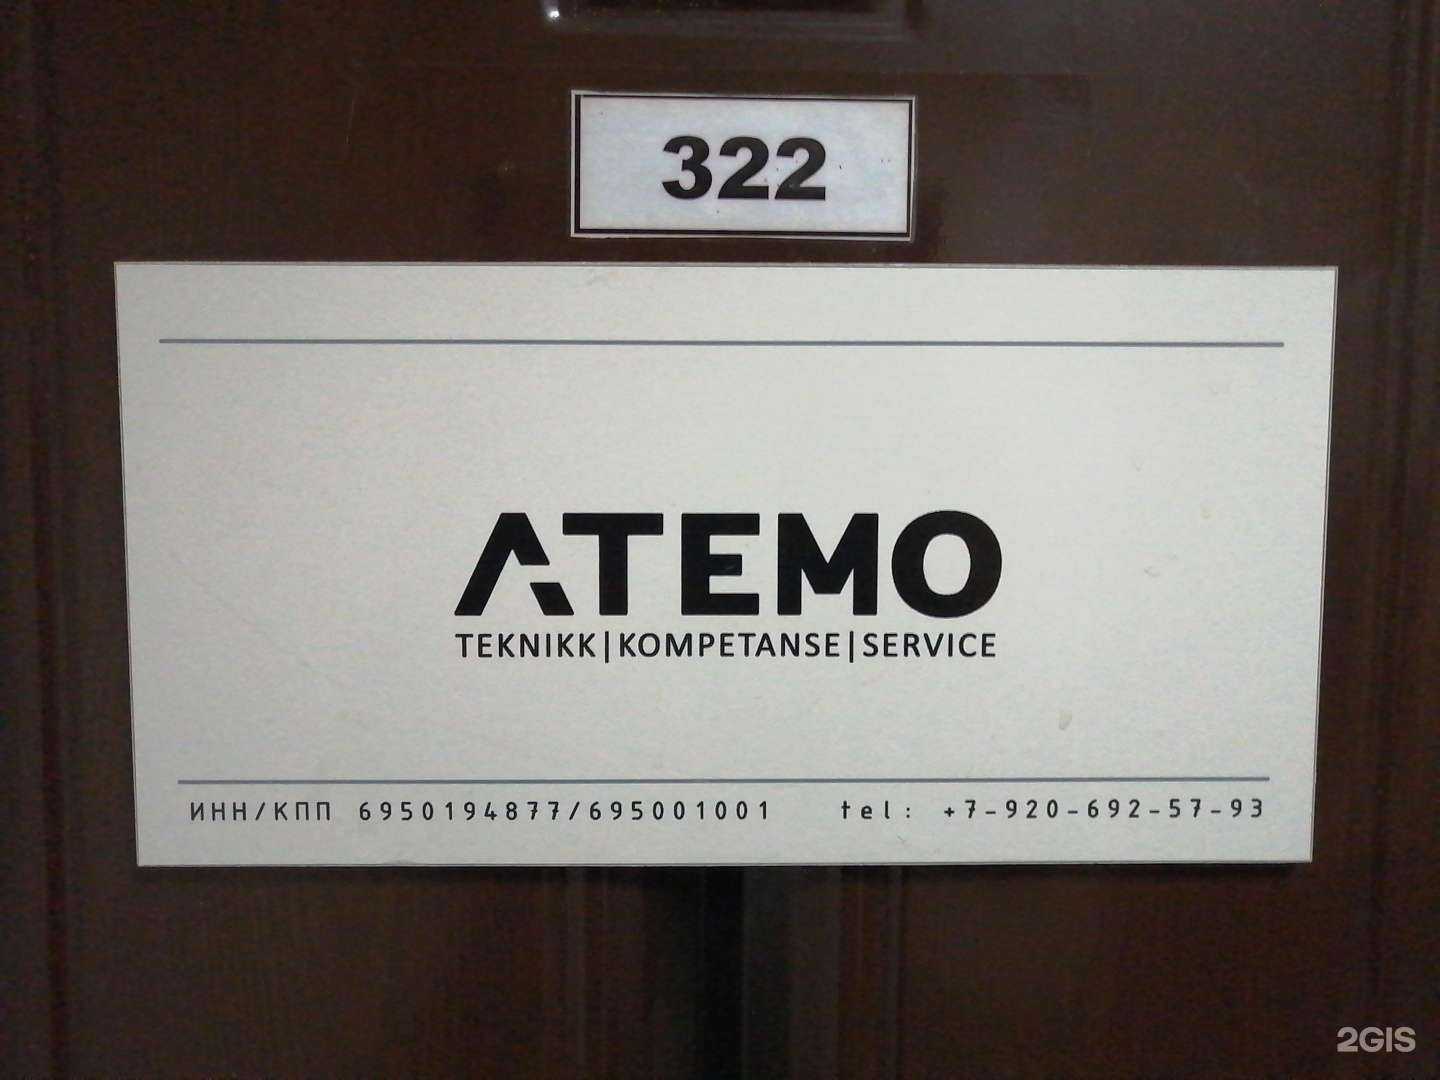 322
ATEMO
TEKNIKK|KOMPETANSE|SERVICE
ИНН/КПП 6950194877/695001001 tel: +7-920-692-57-93
2GIS